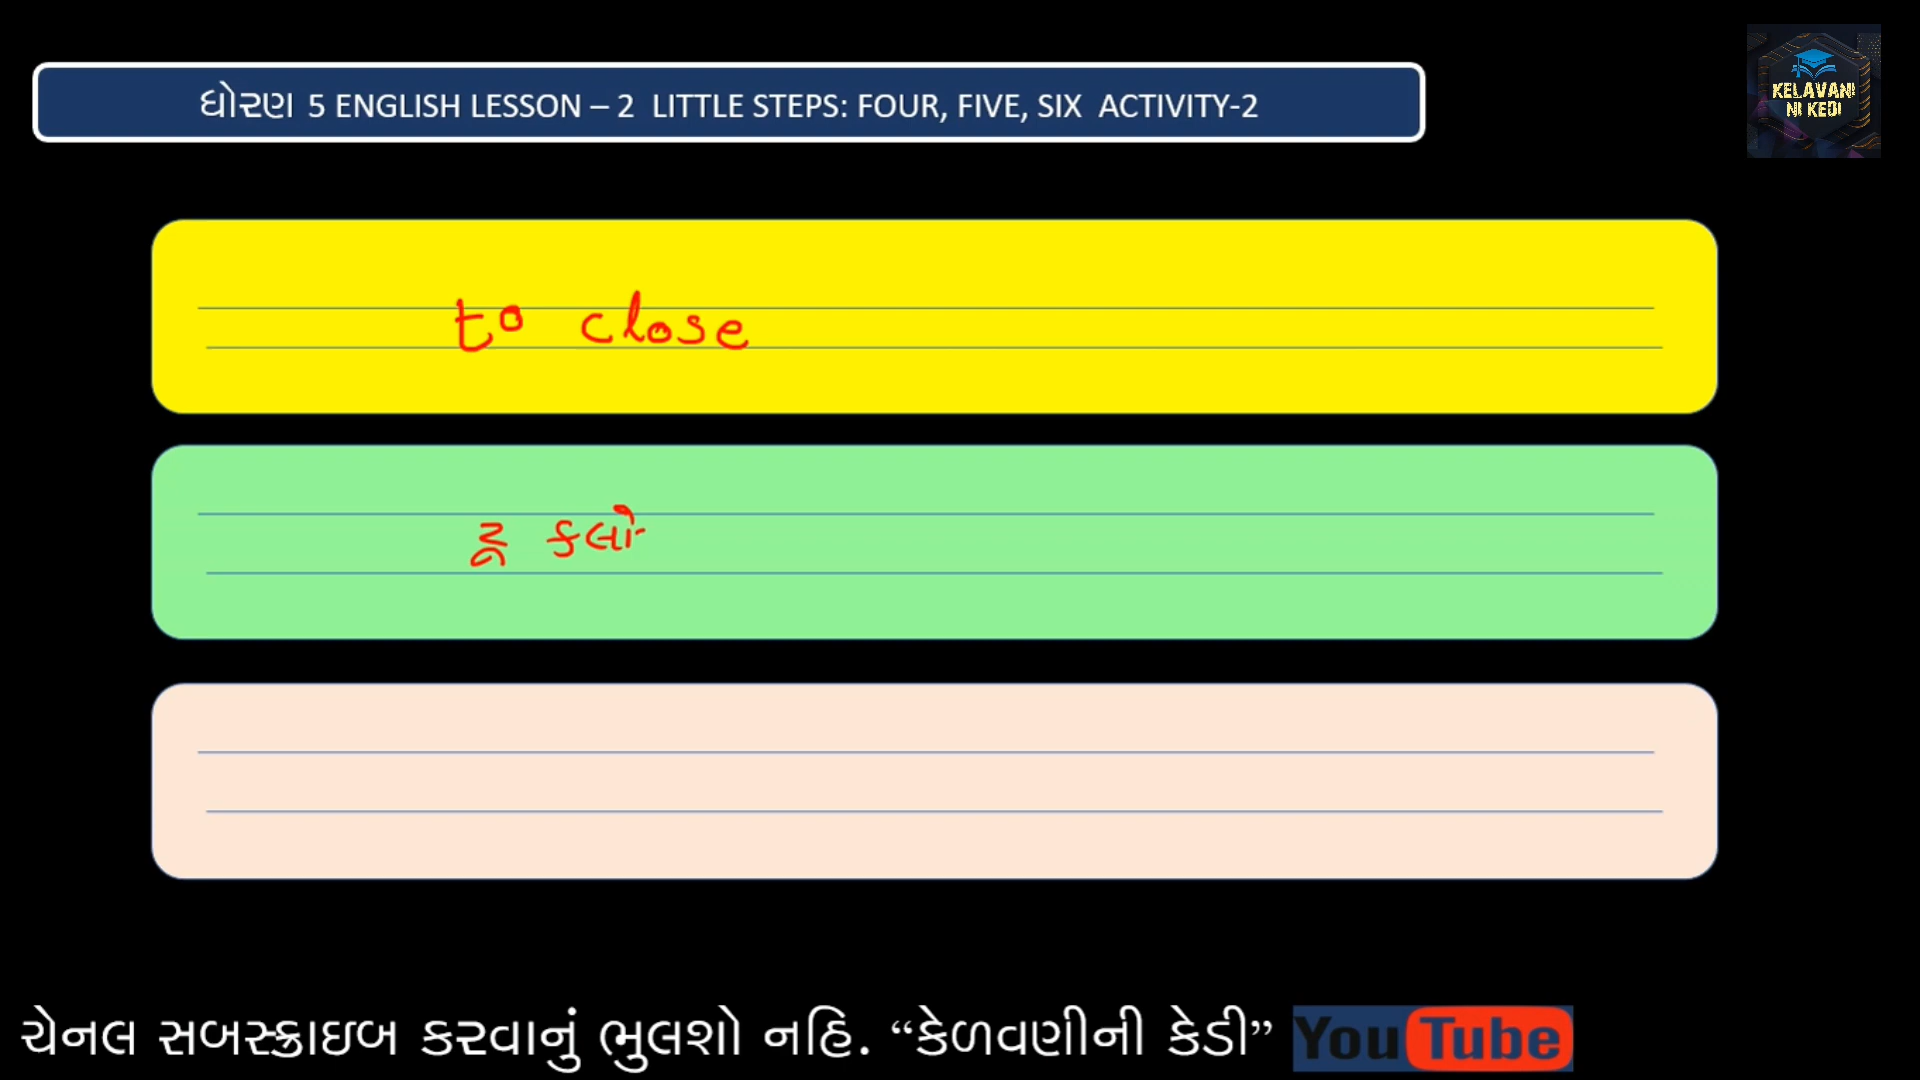 ધોરણ 5 ENGLISH LESSON – 2 LITTLE STEPS: FOUR, FIVE, SIX ACTIVITY-2
KELAVANI
NI KEDI
to close
ટૂ કલો
ચેનલ સબસ્ક્રાઇબ કરવાનું ભુલશો નહિ. “કેળવણીની કેડી” YouTube